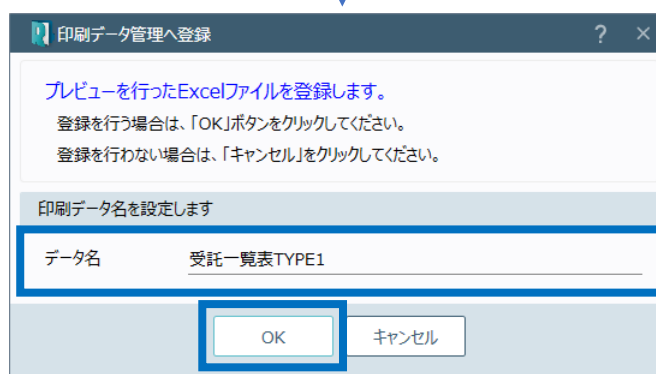 印刷データ管理へ登録
? ×
プレビューを行ったExcelファイルを登録します。
登録を行う場合は、「OK」ボタンをクリックしてください。
登録を行わない場合は、「キャンセル」をクリックしてください。
印刷データ名を設定します
データ名 受託一覧表TYPE1
OK キャンセル